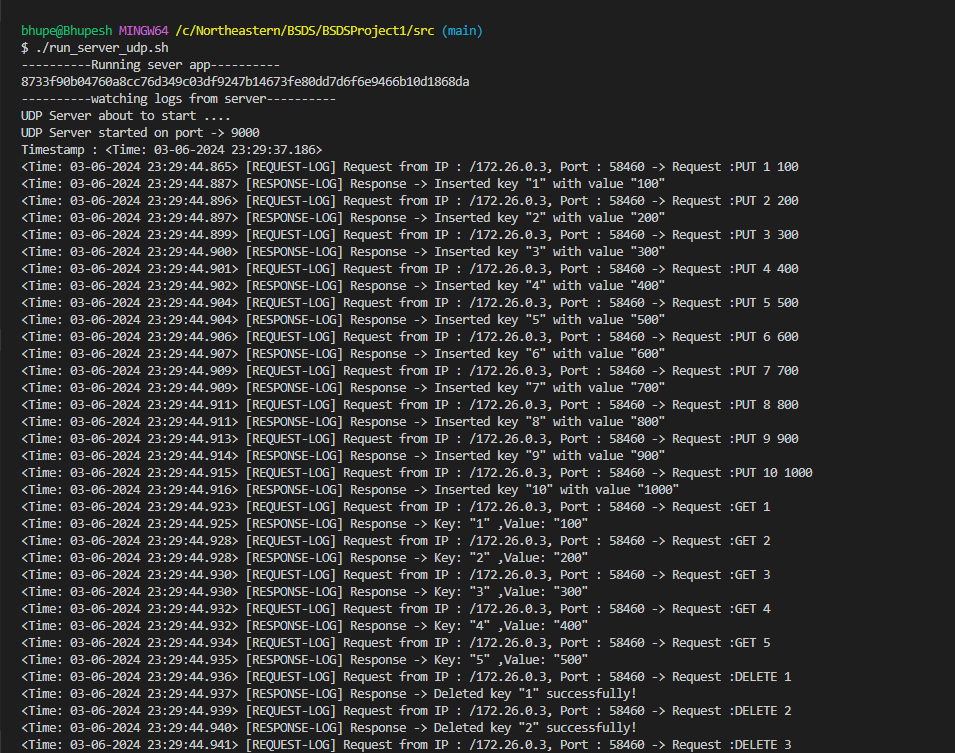 bhupe@Bhupesh MINGW64 /c/Northeastern/BSDS/BSDSProject1/src (main)
$ ./run_server_udp.sh
----------Running sever app----------
8733f90b04760a8cc76d349c03df9247b14673fe80dd7d6f6e9466b10d1868da
----------watching logs from server----------
UDP Server about to start ....
UDP Server started on port -> 9000
Timestamp : <Time: 03-06-2024 23:29:37.186>
<Time: 03-06-2024 23:29:44.865> [REQUEST-LOG] Request from IP : /172.26.0.3, Port : 58460 -> Request :PUT 1 100
<Time: 03-06-2024 23:29:44.887> [RESPONSE-LOG] Response -> Inserted key "1" with value "100"
<Time: 03-06-2024 23:29:44.896> [REQUEST-LOG] Request from IP : /172.26.0.3, Port : 58460 -> Request :PUT 2 200
<Time: 03-06-2024 23:29:44.897> [RESPONSE-LOG] Response -> Inserted key "2" with value "200"
<Time: 03-06-2024 23:29:44.899> [REQUEST-LOG] Request from IP : /172.26.0.3, Port : 58460 -> Request :PUT 3 300
<Time: 03-06-2024 23:29:44.900> [RESPONSE-LOG] Response -> Inserted key "3" with value "300"
<Time: 03-06-2024 23:29:44.901> [REQUEST-LOG] Request from IP : /172.26.0.3, Port : 58460 -> Request :PUT 4 400
<Time: 03-06-2024 23:29:44.902> [RESPONSE-LOG] Response -> Inserted key "4" with value "400"
<Time: 03-06-2024 23:29:44.904> [REQUEST-LOG] Request from IP : /172.26.0.3, Port : 58460 -> Request :PUT 5 500
<Time: 03-06-2024 23:29:44.904> [RESPONSE-LOG] Response -> Inserted key "5" with value "500"
<Time: 03-06-2024 23:29:44.906> [REQUEST-LOG] Request from IP : /172.26.0.3, Port : 58460 -> Request :PUT 6 600
<Time: 03-06-2024 23:29:44.907> [RESPONSE-LOG] Response -> Inserted key "6" with value "600"
<Time: 03-06-2024 23:29:44.909> [REQUEST-LOG] Request from IP : /172.26.0.3, Port : 58460 -> Request :PUT 7 700
<Time: 03-06-2024 23:29:44.909> [RESPONSE-LOG] Response -> Inserted key "7" with value "700"
<Time: 03-06-2024 23:29:44.911> [REQUEST-LOG] Request from IP : /172.26.0.3, Port : 58460 -> Request :PUT 8 800
<Time: 03-06-2024 23:29:44.911> [RESPONSE-LOG] Response -> Inserted key "8" with value "800"
<Time: 03-06-2024 23:29:44.913> [REQUEST-LOG] Request from IP : /172.26.0.3, Port : 58460 -> Request :PUT 9 900
<Time: 03-06-2024 23:29:44.914> [RESPONSE-LOG] Response -> Inserted key "9" with value "900"
<Time: 03-06-2024 23:29:44.915> [REQUEST-LOG] Request from IP : /172.26.0.3, Port : 58460 -> Request :PUT 10 1000
<Time: 03-06-2024 23:29:44.916> [RESPONSE-LOG] Response -> Inserted key "10" with value "1000"
<Time: 03-06-2024 23:29:44.923> [REQUEST-LOG] Request from IP : /172.26.0.3, Port : 58460 -> Request :GET 1
<Time: 03-06-2024 23:29:44.925> [RESPONSE-LOG] Response -> Key: "1" ,Value: "100"
<Time: 03-06-2024 23:29:44.928> [REQUEST-LOG] Request from IP : /172.26.0.3, Port : 58460 -> Request :GET 2
<Time: 03-06-2024 23:29:44.928> [RESPONSE-LOG] Response -> Key: "2" ,Value: "200"
<Time: 03-06-2024 23:29:44.930> [REQUEST-LOG] Request from IP : /172.26.0.3, Port : 58460 -> Request :GET 3
<Time: 03-06-2024 23:29:44.930> [RESPONSE-LOG] Response -> Key: "3" ,Value: "300"
<Time: 03-06-2024 23:29:44.932> [REQUEST-LOG] Request from IP : /172.26.0.3, Port : 58460 -> Request :GET 4
<Time: 03-06-2024 23:29:44.932> [RESPONSE-LOG] Response -> Key: "4" ,Value: "400"
<Time: 03-06-2024 23:29:44.934> [REQUEST-LOG] Request from IP : /172.26.0.3, Port : 58460 -> Request :GET 5
<Time: 03-06-2024 23:29:44.935> [RESPONSE-LOG] Response -> Key: "5" ,Value: "500"
<Time: 03-06-2024 23:29:44.936> [REQUEST-LOG] Request from IP : /172.26.0.3, Port : 58460 -> Request :DELETE 1
<Time: 03-06-2024 23:29:44.937> [RESPONSE-LOG] Response -> Deleted key "1" successfully!
<Time: 03-06-2024 23:29:44.939> [REQUEST-LOG] Request from IP : /172.26.0.3, Port : 58460 -> Request :DELETE 2
<Time: 03-06-2024 23:29:44.940> [RESPONSE-LOG] Response -> Deleted key "2" successfully!
<Time: 03-06-2024 23:29:44.941> [REQUEST-LOG] Request from IP : /172.26.0.3, Port : 58460 -> Request :DELETE 3